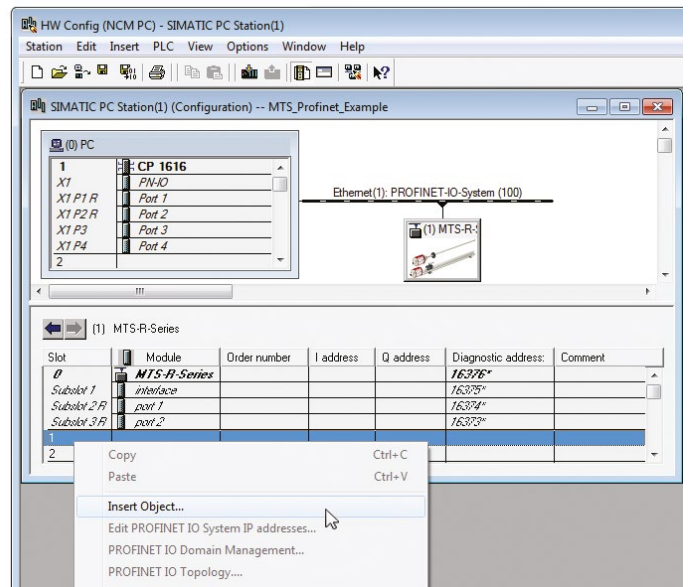 HW Config (NCM PC) - SIMATIC PC Station(1)
Station Edit Insert PLC View Options Window Help
SIMATIC PC Station(1) (Configuration) -- MTS_Profinet_Example
(0) PC
1 CP 1616
X1 PN-IO
X1 P1 R Port 1
X1 P2 R Port 2
X1 P3 Port 3
X1 P4 Port 4
2
Ethernet(1): PROFINET-IO-System (100)
(1) MTS-R-S
(1) MTS-R-Series
Slot Module Order number I address Q address Diagnostic address: Comment
0 MTS-R-Series 16376*
Subslot 1 interface 16375*
Subslot 2 R port 1 16374*
Subslot 3 R port 2 16373*
1
2
Copy Ctrl+C
Paste Ctrl+V
Insert Object...
Edit PROFINET IO System IP addresses...
PROFINET IO Domain Management...
PROFINET IO Topology....